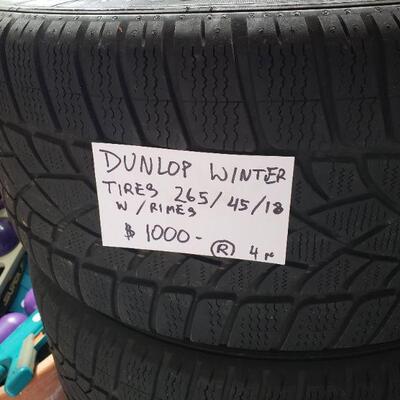 DUNLOP WINTER
TIRES 265/45/18
W/RIMES
$1000-
R 4